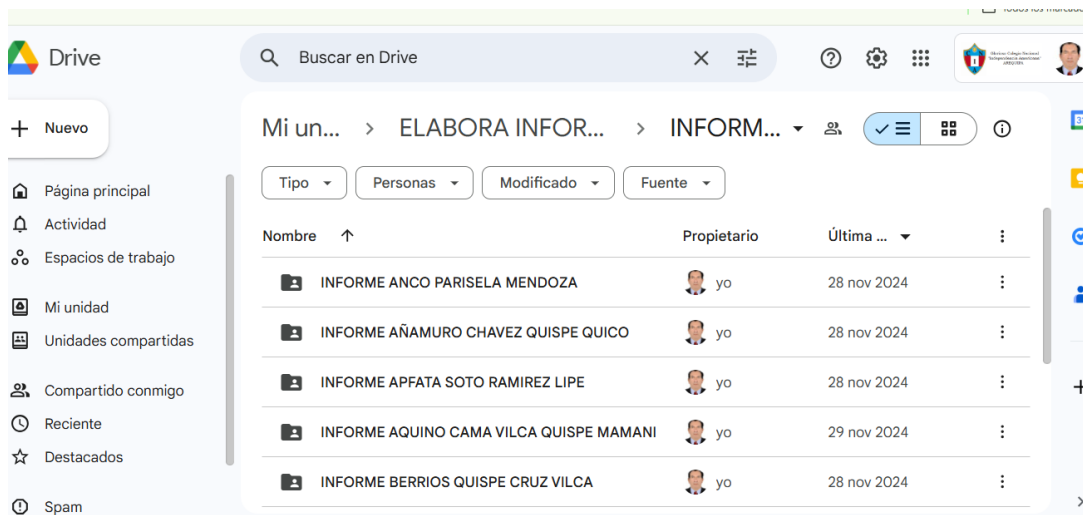 Todos los marcado
Drive
Buscar en Drive
Nuevo
Mi un... > ELABORA INFOR... > INFORM...
Tipo Personas Modificado Fuente
Página principal
Actividad
Espacios de trabajo
Mi unidad
Unidades compartidas
Compartido conmigo
Reciente
Destacados
Spam
Nombre Propietario Última ...
INFORME ANCO PARISELA MENDOZA yo 28 nov 2024
INFORME AÑAMURO CHAVEZ QUISPE QUICO yo 28 nov 2024
INFORME APFATA SOTO RAMIREZ LIPE yo 28 nov 2024
INFORME AQUINO CAMA VILCA QUISPE MAMANI yo 29 nov 2024
INFORME BERRIOS QUISPE CRUZ VILCA yo 28 nov 2024